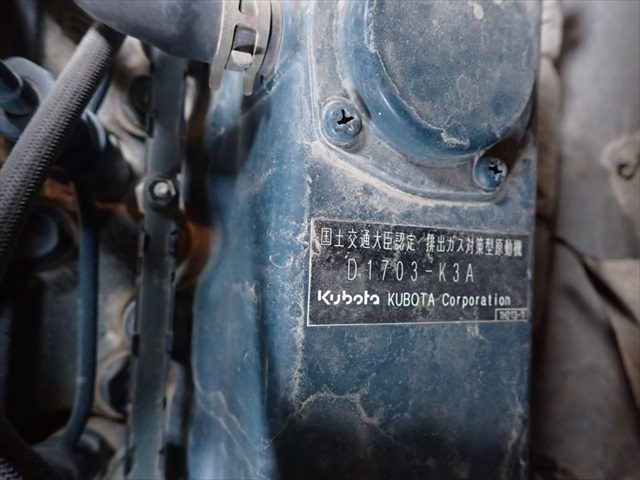 国土交通大臣認定／排出ガス対策型原動機
D1703-K3A
Kubota KUBOTA Corporation